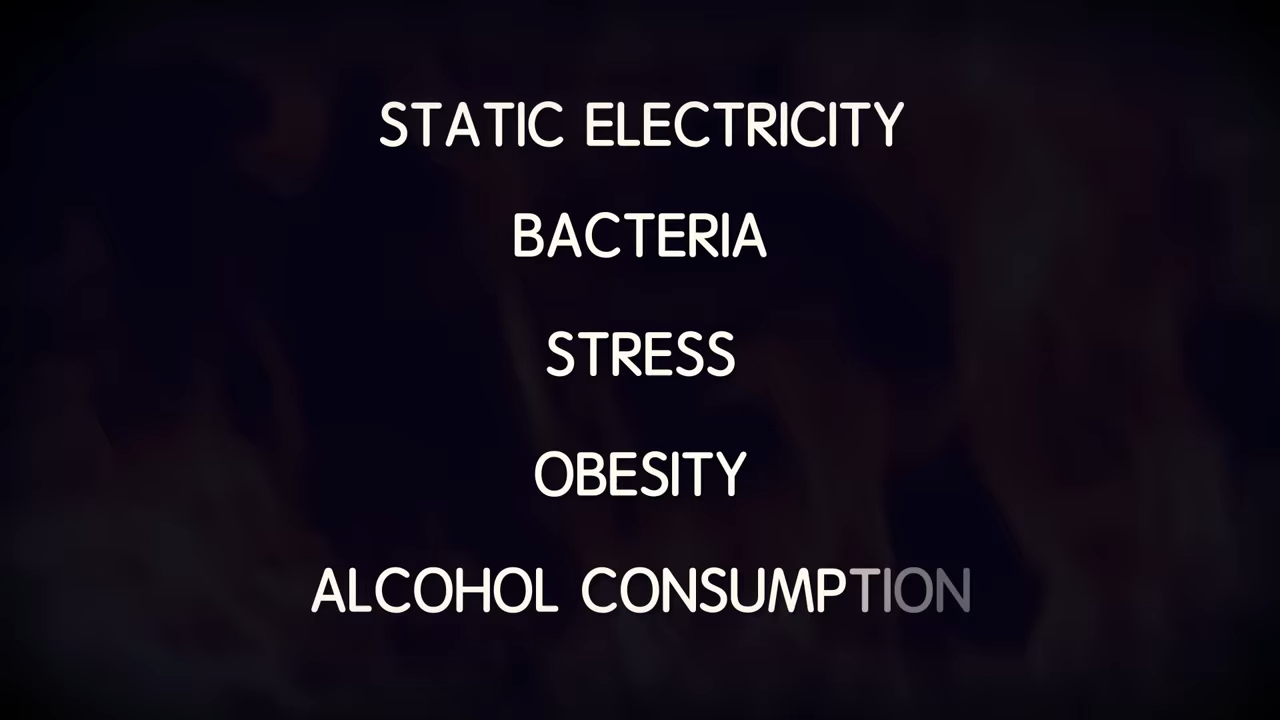 STATIC ELECTRICITY
BACTERIA
STRESS
OBESITY
ALCOHOL CONSUMPTION